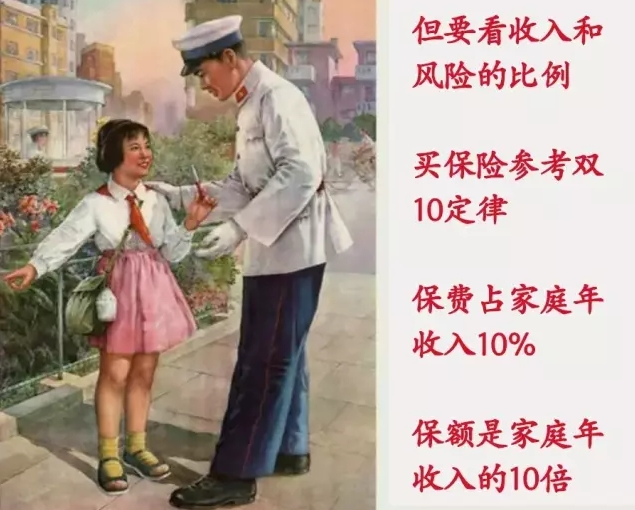 但要看收入和
风险的比例
买保险参考双
10定律
保费占家庭年
收入10%
保额是家庭年
收入的10倍